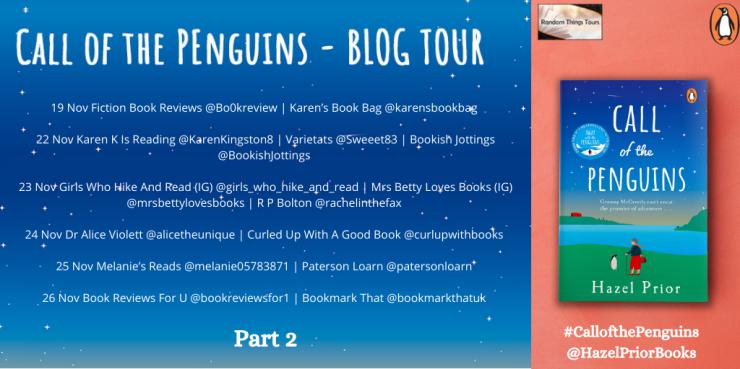 CALL OF THE PENGUINS - BLOG TOUR
19 Nov Fiction Book Reviews @Bo0kreview | Karen's Book Bag @karensbookbag
22 Nov Karen K Is Reading @KarenKingston8 | Varietats @Sweeet83 | Bookish Jottings
@BookishJottings
23 Nov Girls Who Hike And Read (IG) @girls_who_hike_and_read | Mrs Betty Loves Books (IG)
@mrsbettylovesbooks | R P Bolton @rachelinthefax
24 Nov Dr Alice Violett @alicetheunique | Curled Up With A Good Book @curlupwithbooks
25 Nov Melanie's Reads @melanie05783871 | Paterson Loarn @patersonloarn
26 Nov Book Reviews For U @bookreviewsfor1 | Bookmark That @bookmarkthatuk
Part 2
Random Things Tours
CALL
of the
PENGUINS
Granny McCreedy can't resist
the promise of adventure...
Hazel Prior
#CallofthePenguins
@HazelPriorBooks